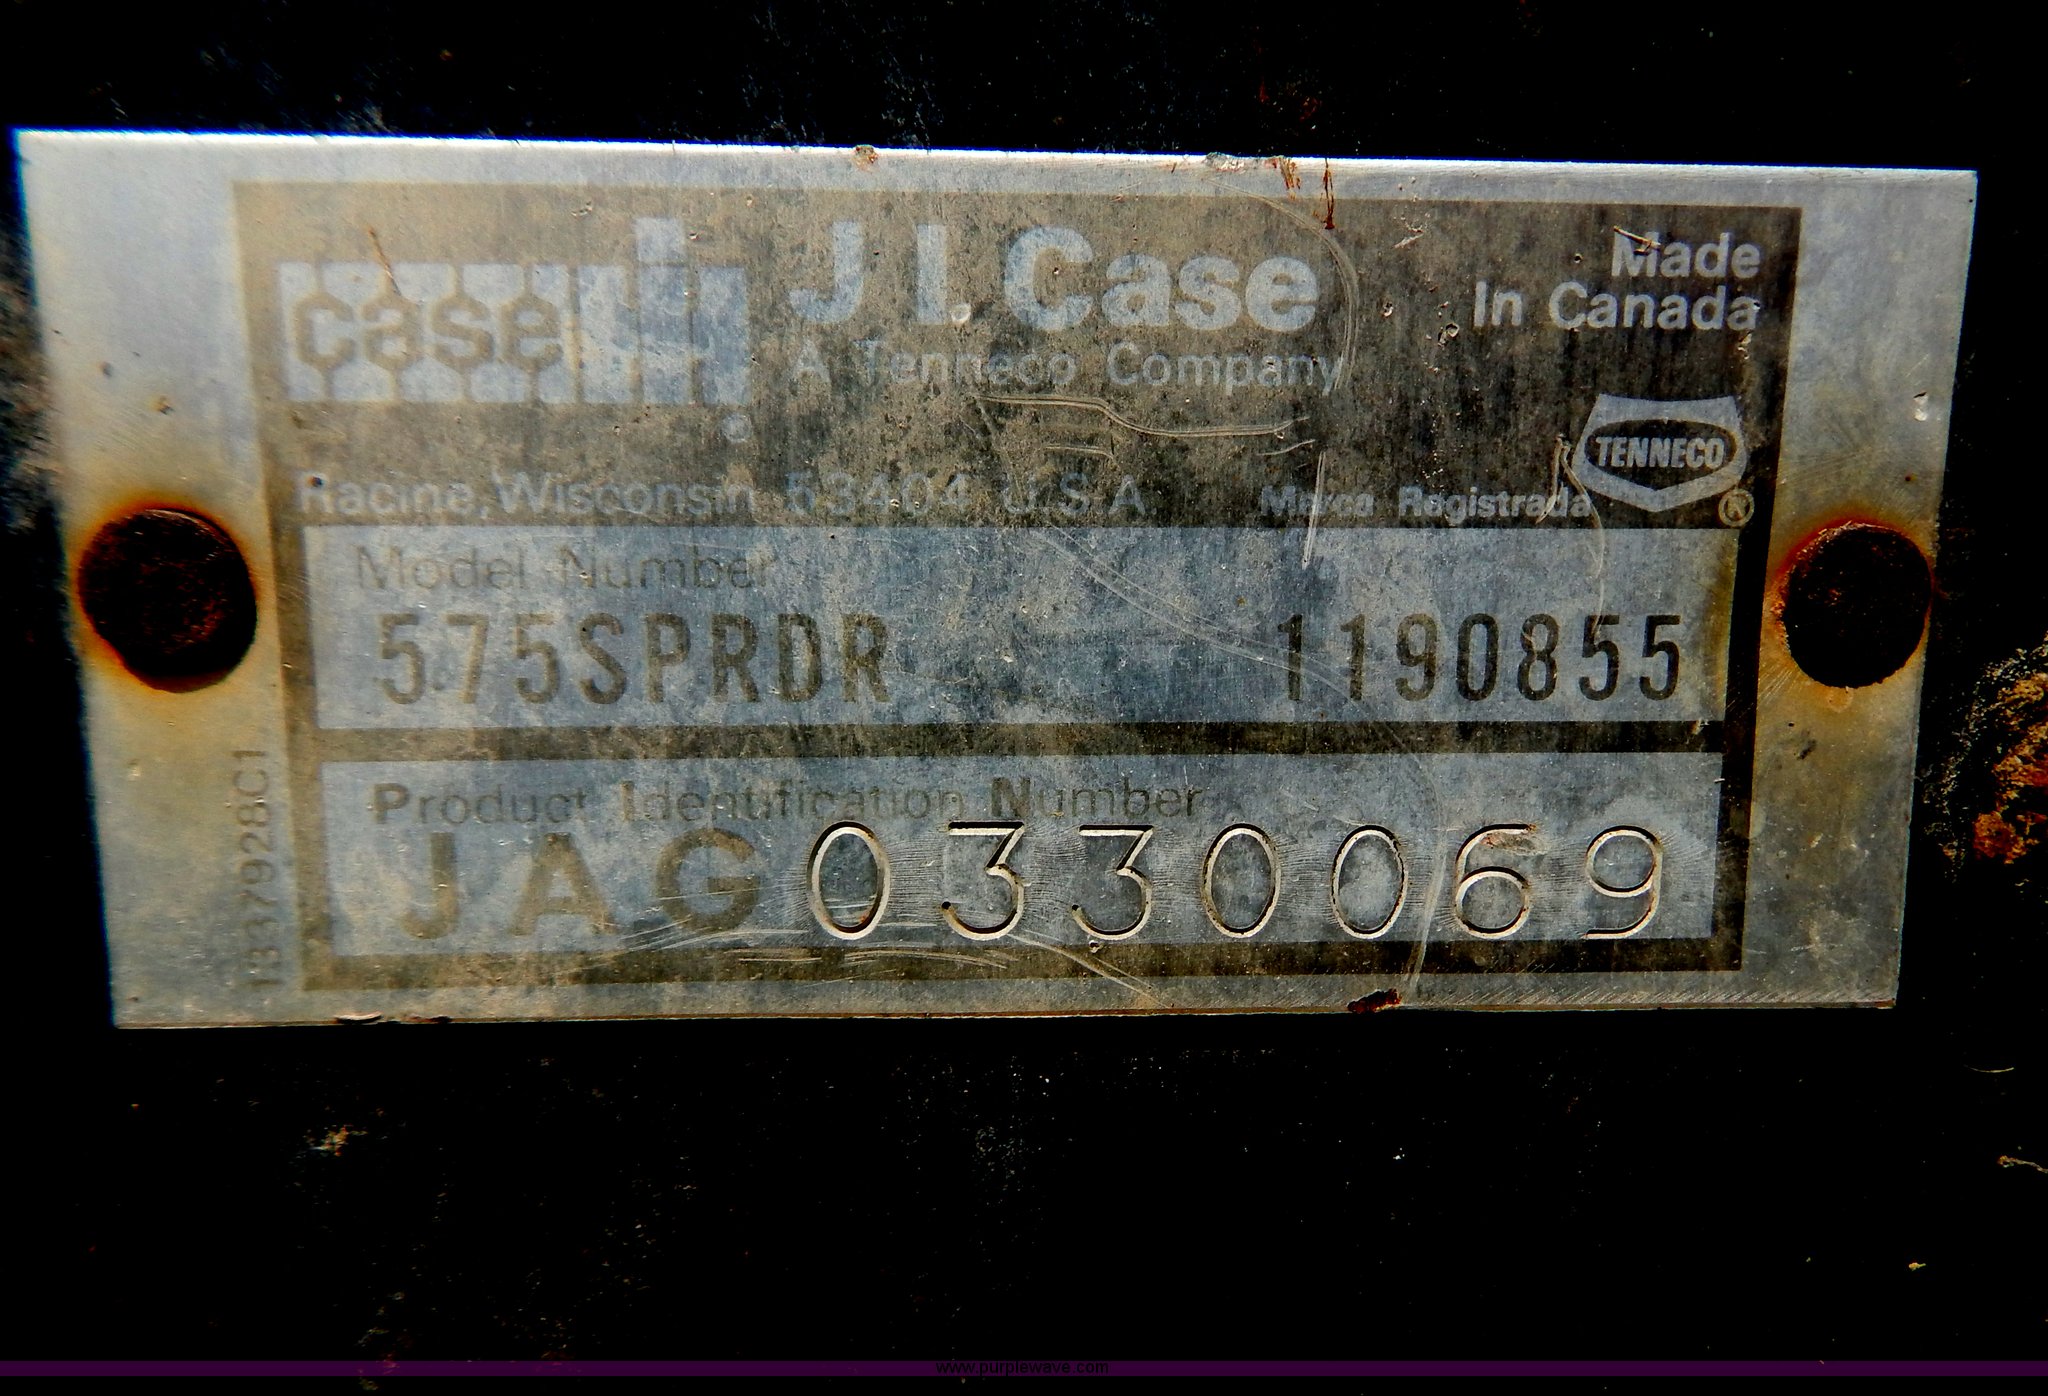 case
J I. Case
A Tenneco Company
Made
In Canada
TENNECO
®
Racine, Wisconsin 53404 U.S.A.
Marca Registrada
Model Number
575SPRDR 1190855
Product Identification Number
JAG0330069
1337928C1
www.purplewave.com